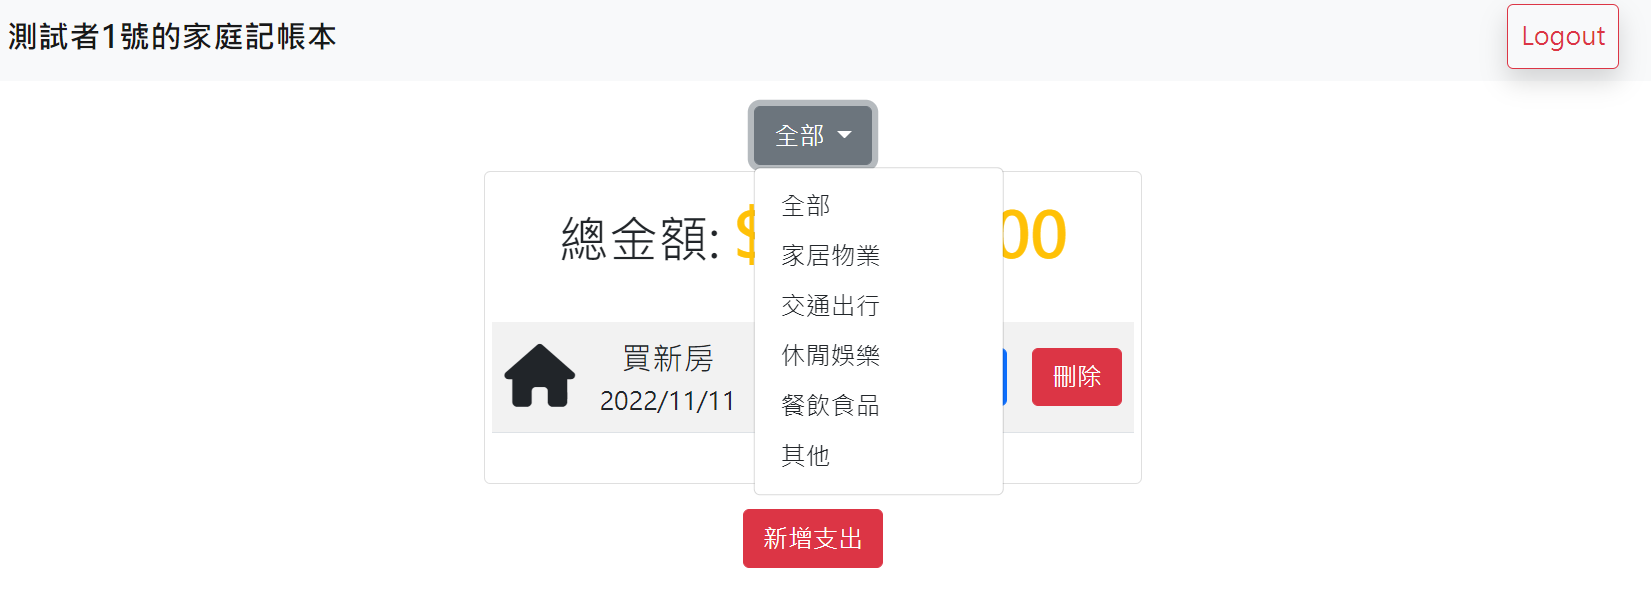 測試者1號的家庭記帳本
Logout
全部
全部
家居物業
交通出行
休閒娛樂
餐飲食品
其他
總金額: $ 00
買新房
2022/11/11
刪除
新增支出